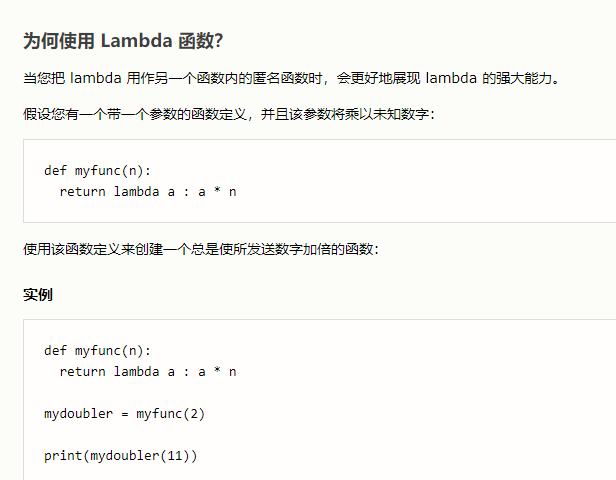 为何使用 Lambda 函数？
当您把 lambda 用作另一个函数内的匿名函数时，会更好地展现 lambda 的强大能力。
假设您有一个带一个参数的函数定义，并且该参数将乘以未知数字：
def myfunc(n):
  return lambda a : a * n
使用该函数定义来创建一个总是使所发送数字加倍的函数：
实例
def myfunc(n):
  return lambda a : a * n
mydoubler = myfunc(2)
print(mydoubler(11))